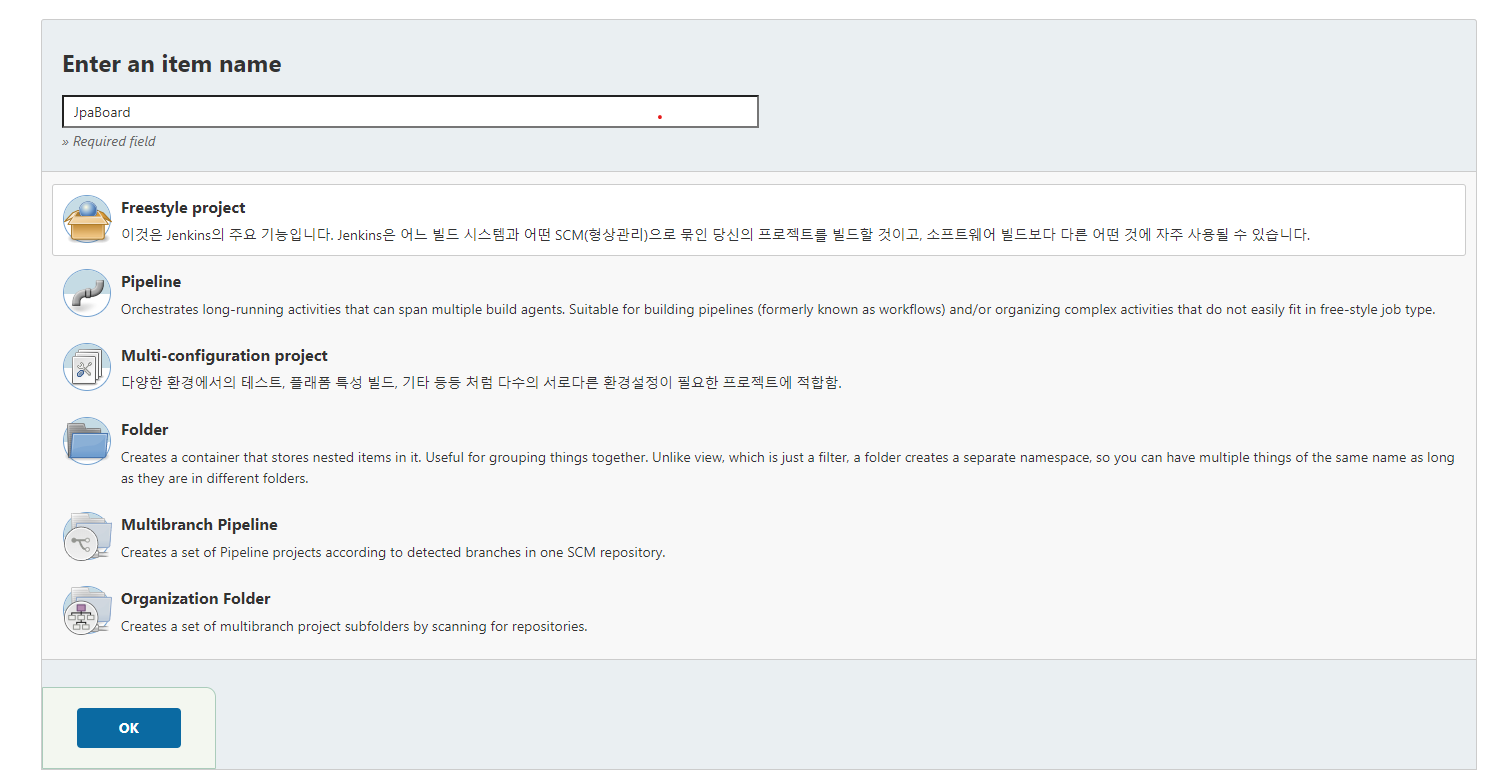 Enter an item name
JpaBoard
» Required field
Freestyle project
이것은 Jenkins의 주요 기능입니다. Jenkins은 어느 빌드 시스템과 어떤 SCM(형상관리)으로 묶인 당신의 프로젝트를 빌드할 것이고, 소프트웨어 빌드보다 다른 어떤 것에 자주 사용될 수 있습니다.
Pipeline
Orchestrates long-running activities that can span multiple build agents. Suitable for building pipelines (formerly known as workflows) and/or organizing complex activities that do not easily fit in free-style job type.
Multi-configuration project
다양한 환경에서의 테스트, 플래폼 특성 빌드, 기타 등등 처럼 다수의 서로다른 환경설정이 필요한 프로젝트에 적합함.
Folder
Creates a container that stores nested items in it. Useful for grouping things together. Unlike view, which is just a filter, a folder creates a separate namespace, so you can have multiple things of the same name as long
as they are in different folders.
Multibranch Pipeline
Creates a set of Pipeline projects according to detected branches in one SCM repository.
Organization Folder
Creates a set of multibranch project subfolders by scanning for repositories.
OK